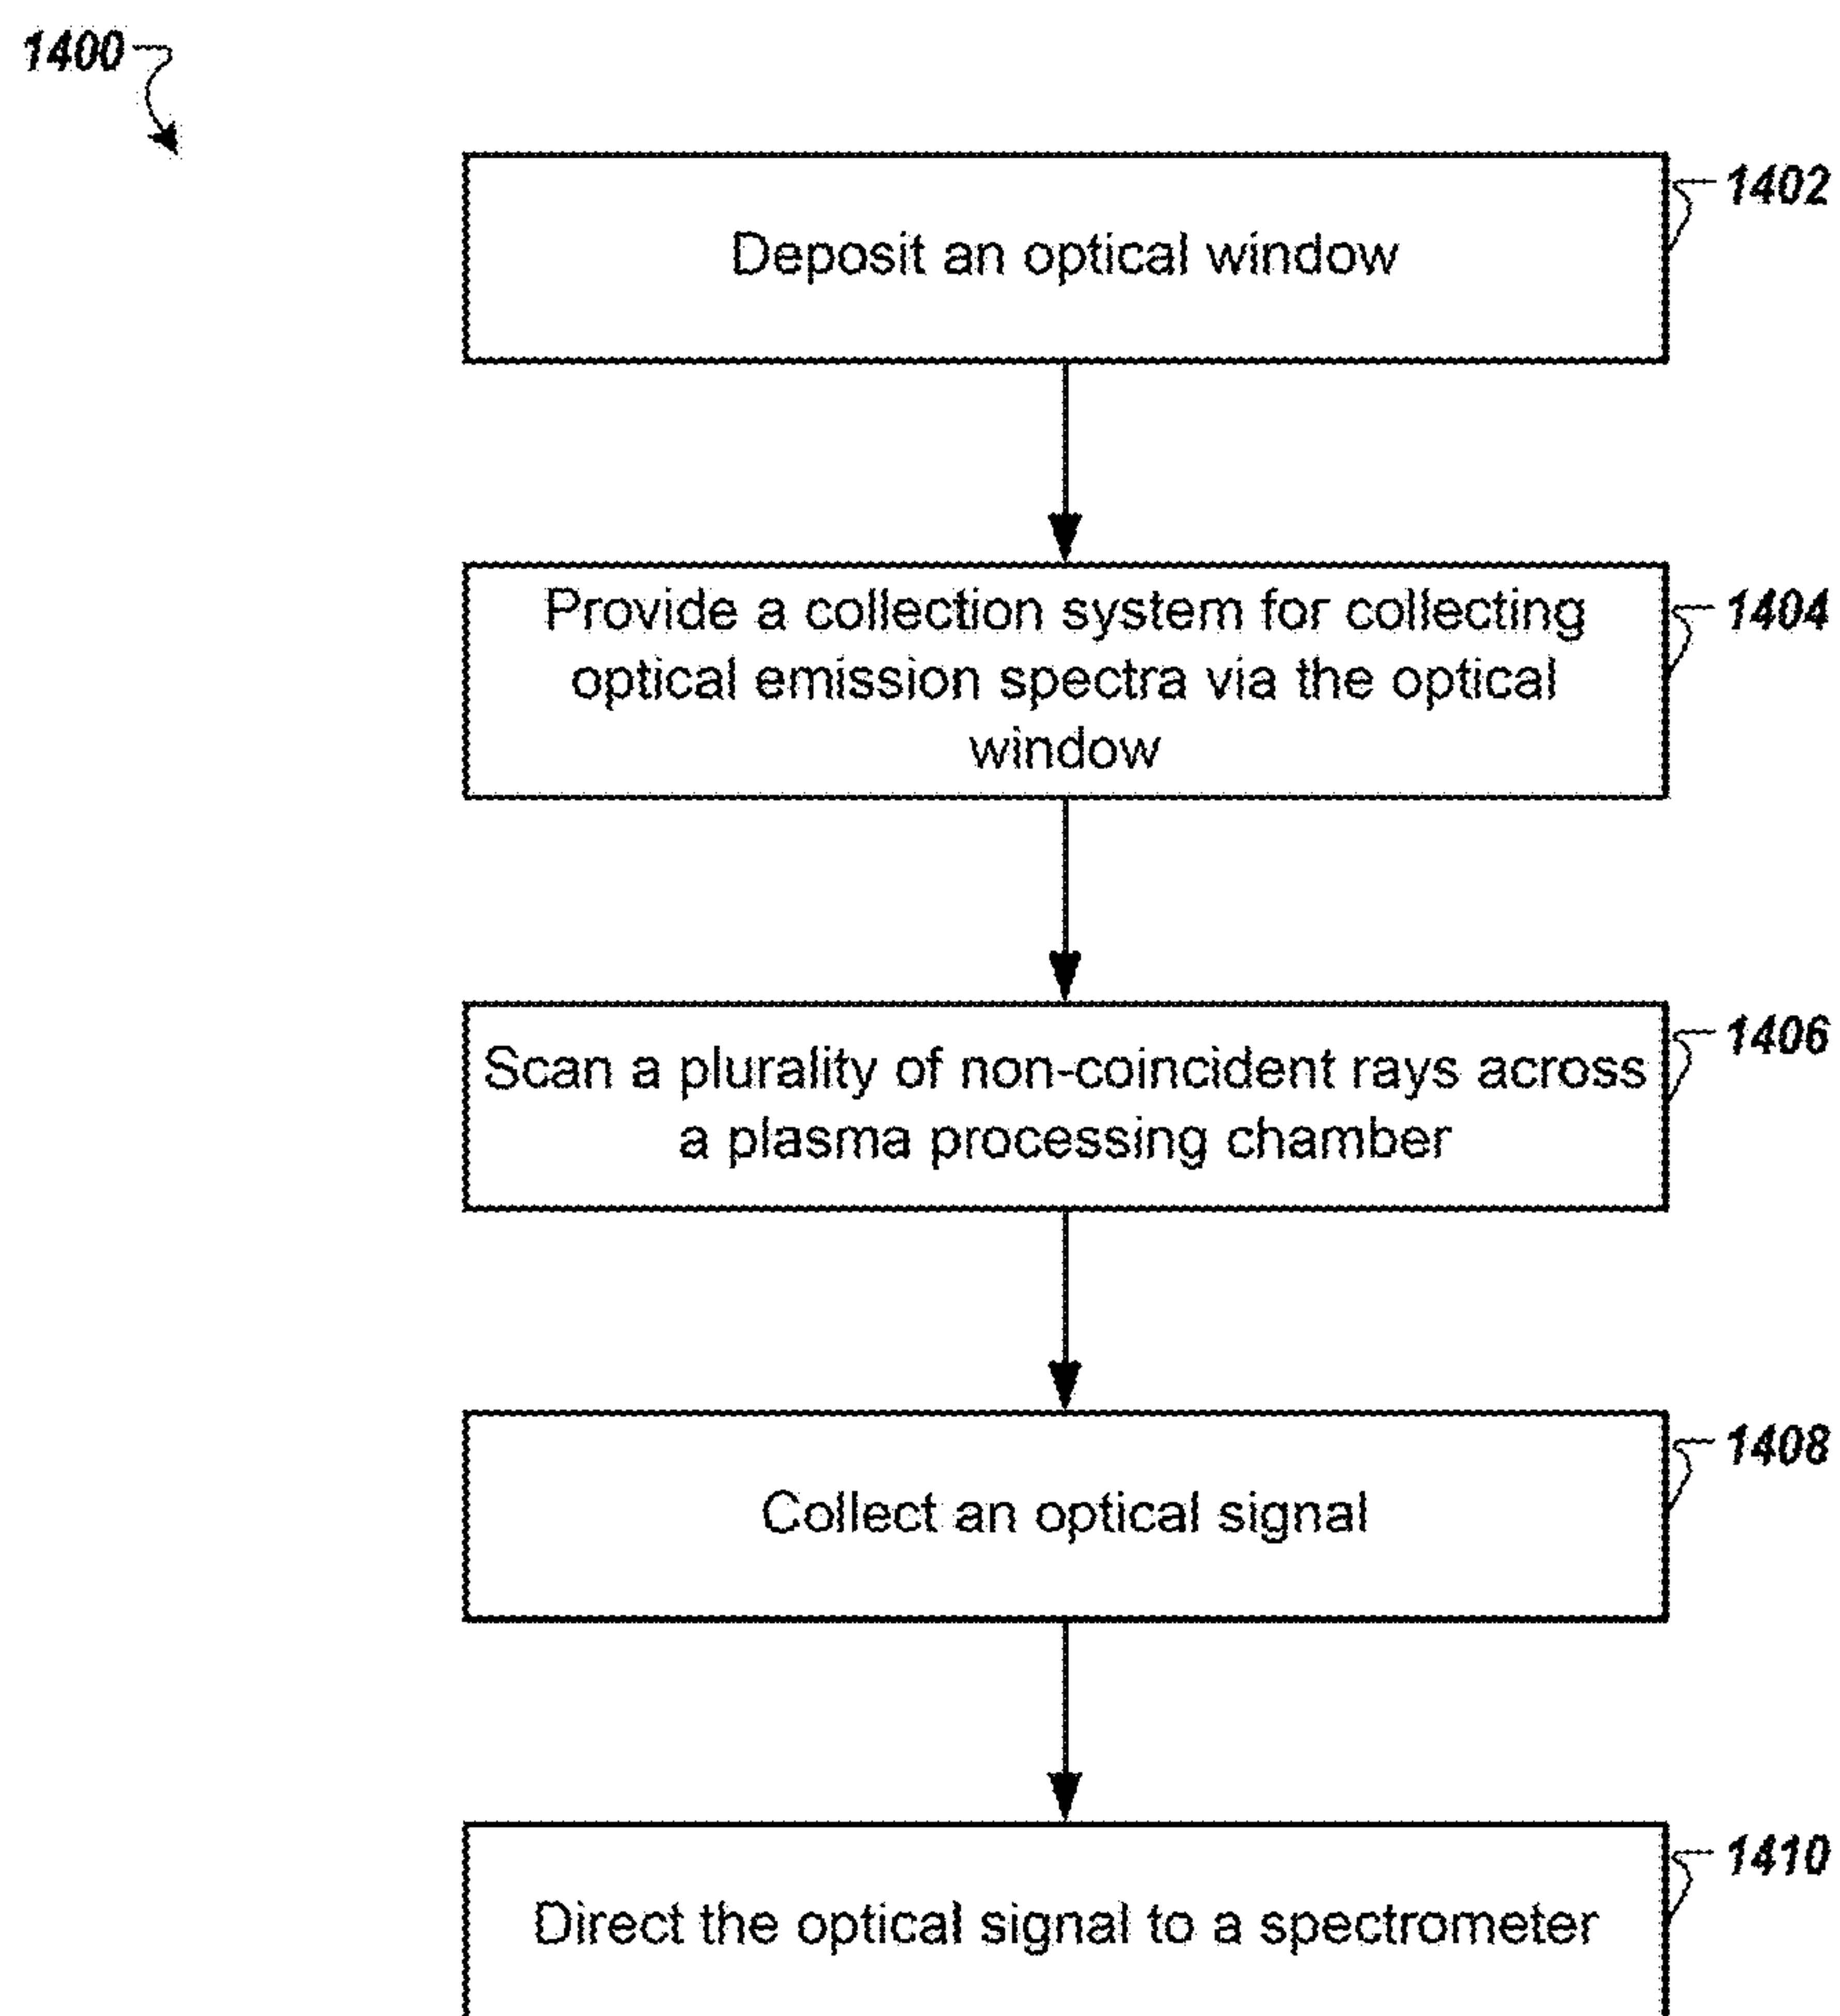 1400
1402
Deposit an optical window
Provide a collection system for collecting
1404
optical emission spectra via the optical
window
1406
Scan a plurality of non-coincident rays across
a plasma processing chamber
1408
Collect an optical signal
1410
Direct the optical signal to a spectrometer